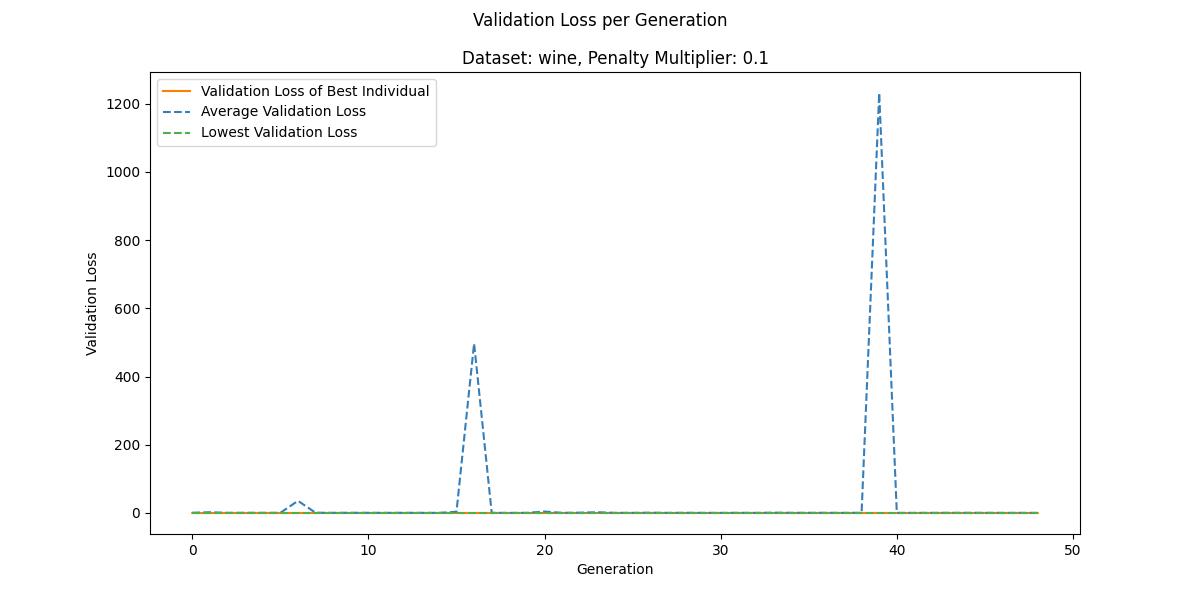 Validation Loss per Generation
Dataset: wine, Penalty Multiplier: 0.1
Validation Loss of Best Individual
Average Validation Loss
Lowest Validation Loss
Validation Loss
1200
1000
800
600
400
200
0
0 10 20 30 40 50
Generation